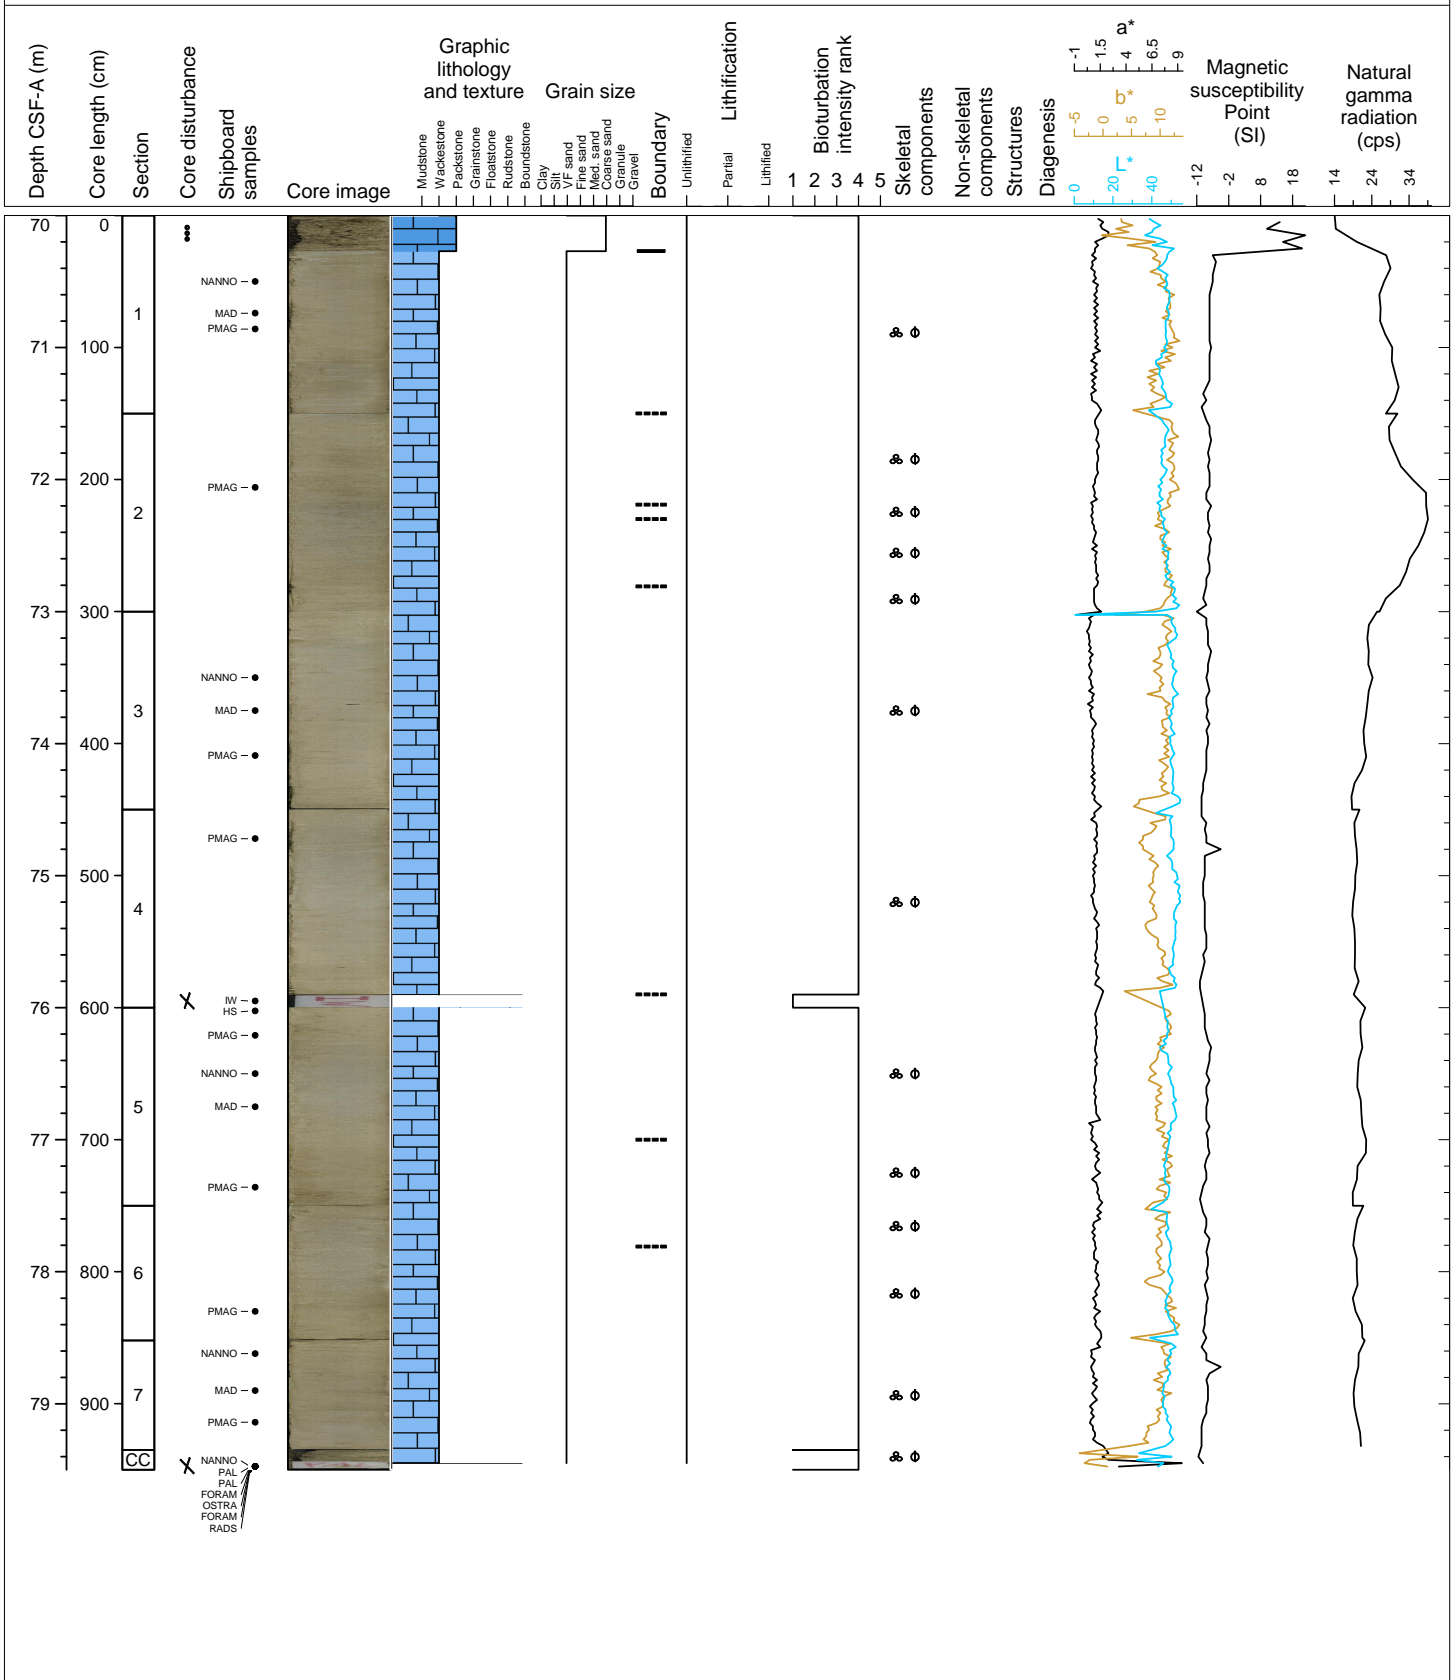 Depth CSF-A (m)
Core length (cm)
Section
Core disturbance
Shipboard
samples
Core image
Graphic
lithology
and texture
Mudstone
Wackestone
Packstone
Grainstone
Floatstone
Rudstone
Boundstone
Grain size
Clay
Silt
VF sand
Fine sand
Med. sand
Coarse sand
Granule
Gravel
Boundary
Lithification
Unlithified
Partial
Lithified
Bioturbation
intensity rank
1 2 3 4 5
Skeletal
components
Non-skeletal
components
Structures
Diagenesis
a*
-1 1.5 4 6.5 9
b*
-5 0 5 10
L*
0 20 40
Magnetic
susceptibility
Point
(SI)
-12 -2 8 18
Natural
gamma
radiation
(cps)
14 24 34
70 0
NANNO
1 MAD
PMAG
71 100
72 200 PMAG
2
73 300
NANNO
3 MAD
74 400 PMAG
PMAG
75 500
4
IW
76 600 HS
PMAG
NANNO
5 MAD
77 700
PMAG
78 800 6
PMAG
NANNO
7 MAD
79 900
PMAG
CC NANNO
PAL
PAL
FORAM
OSTRA
FORAM
RADS